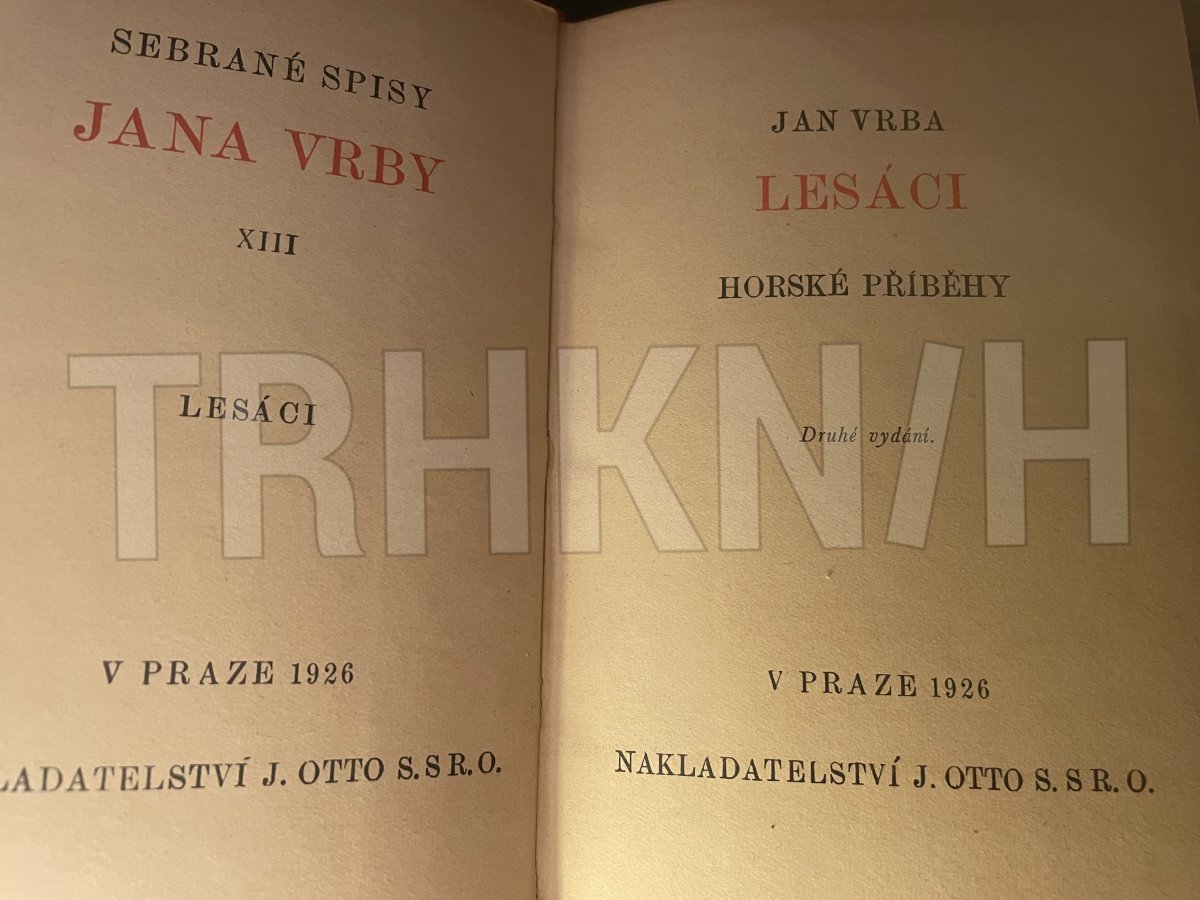 SEBRANÉ SPISY
JANA VRBY
XIII
LESÁCI
V PRAZE 1926
LADATELSTVÍ J. OTTO S. S R. O.
JAN VRBA
LESÁCI
HORSKÉ PŘÍBĚHY
Druhé vydání.
V PRAZE 1926
NAKLADATELSTVÍ J. OTTO S. S R. O.
TRHKN/H